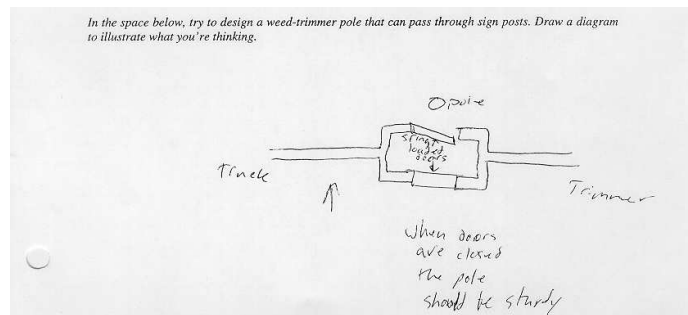 In the space below, try to design a weed-trimmer pole that can pass through sign posts. Draw a diagram
to illustrate what you're thinking.
O pole
spring
loaded
doors
Truck
Trimmer
When doors
are closed
the pole
should be sturdy